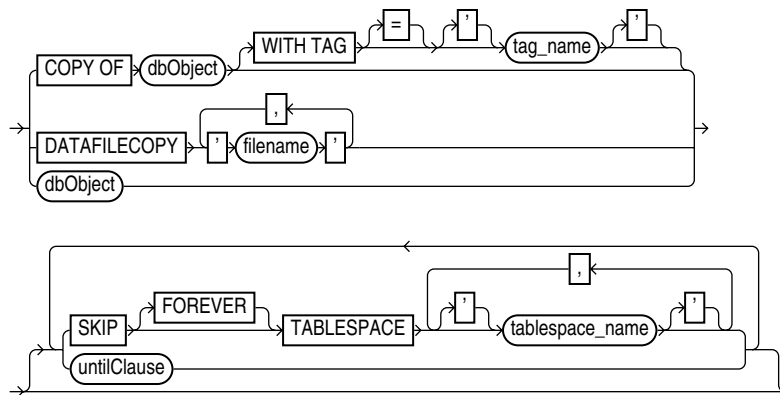 = ' '
WITH TAG tag_name
COPY OF dbObject
,
DATAFILECOPY ' filename '
dbObject
,
FOREVER ' '
SKIP TABLESPACE tablespace_name
untilClause